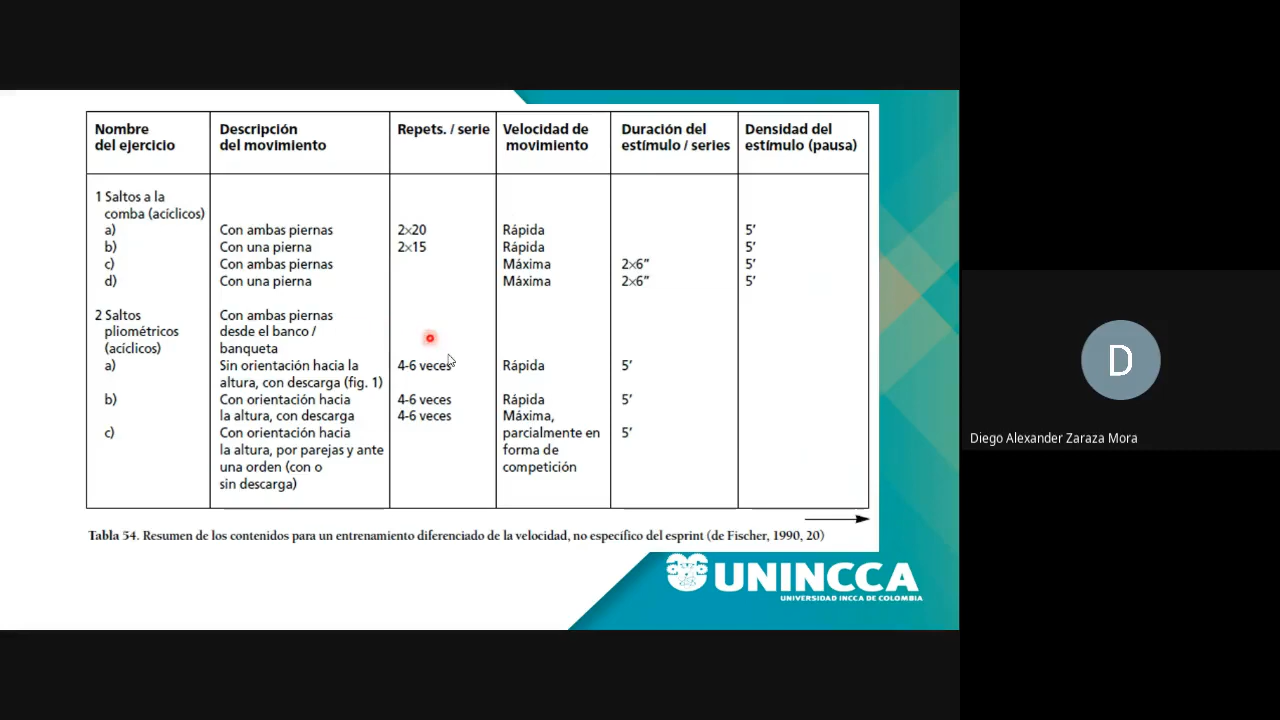 Nombre del ejercicio | Descripción del movimiento | Repets. / serie | Velocidad de movimiento | Duración del estímulo / series | Densidad del estímulo (pausa)
1 Saltos a la
comba (acíclicos)
a) Con ambas piernas 2×20 Rápida 5’
b) Con una pierna 2×15 Rápida 5’
c) Con ambas piernas Máxima 2×6” 5’
d) Con una pierna Máxima 2×6” 5’
2 Saltos Con ambas piernas
pliométricos desde el banco /
(acíclicos) banqueta
a) Sin orientación hacia la 4-6 veces Rápida 5’
altura, con descarga (fig. 1)
b) Con orientación hacia 4-6 veces Rápida 5’
la altura, con descarga 4-6 veces Máxima,
c) Con orientación hacia parcialmente en 5’
la altura, por parejas y ante forma de
una orden (con o competición
sin descarga)
Tabla 54. Resumen de los contenidos para un entrenamiento diferenciado de la velocidad, no específico del esprint (de Fischer, 1990, 20)
UNINCCA
UNIVERSIDAD INCCA DE COLOMBIA
D
Diego Alexander Zaraza Mora